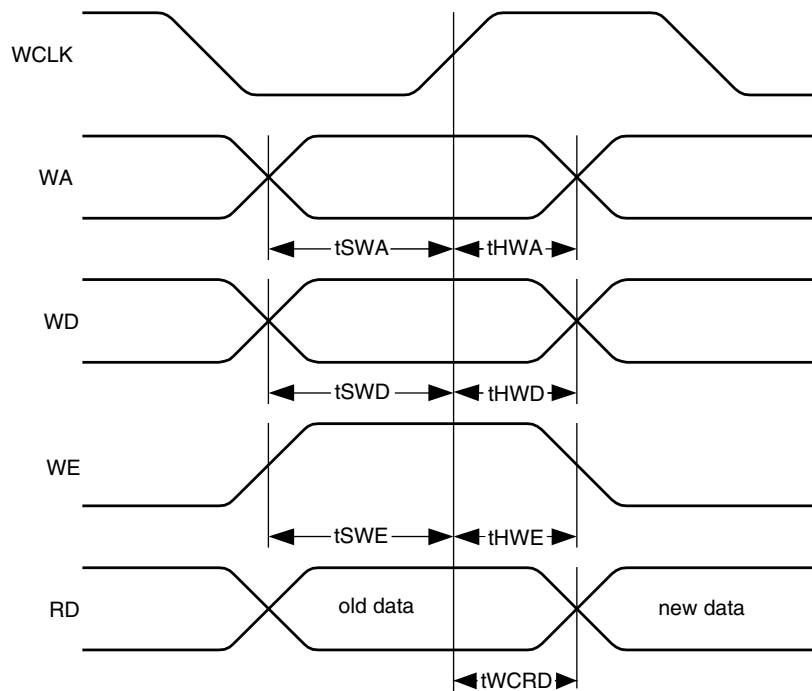 WCLK
WA
tSWA tHWA
WD
tSWD tHWD
WE
tSWE tHWE
RD old data new data
tWCRD